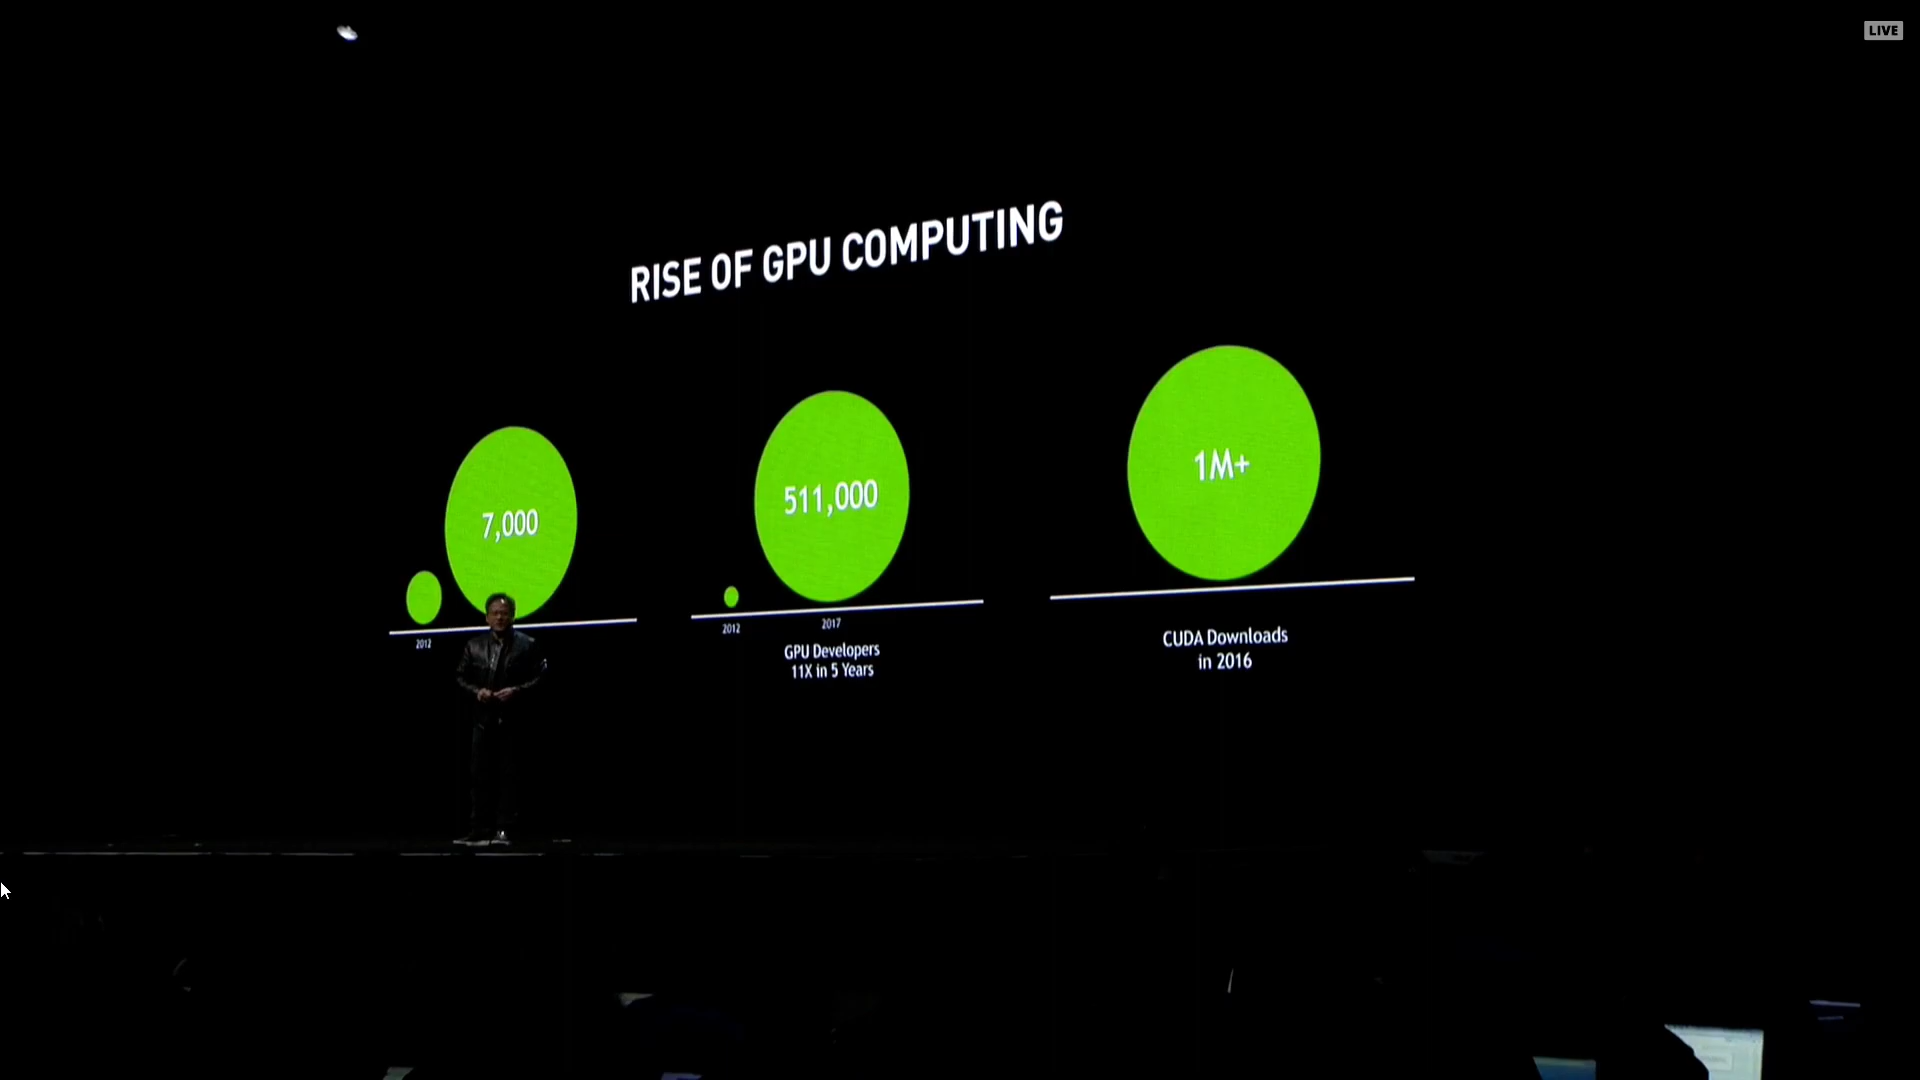 LIVE
RISE OF GPU COMPUTING
7,000
2012
511,000
2012
2017
GPU Developers
11X in 5 Years
1M+
CUDA Downloads
in 2016